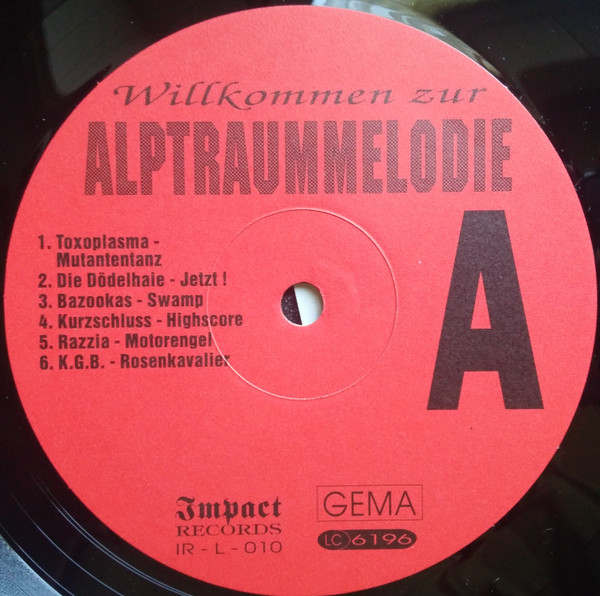 Willkommen zur
ALPTRAUMMELODIE
A
1. Toxoplasma -
Mutantentanz
2. Die Dödelhaie - Jetzt !
3. Bazookas - Swamp
4. Kurzschluss - Highscore
5. Razzia - Motorengel
6. K.G.B. - Rosenkavalier
Impact
RECORDS
IR - L - 010
GEMA
LC 6196